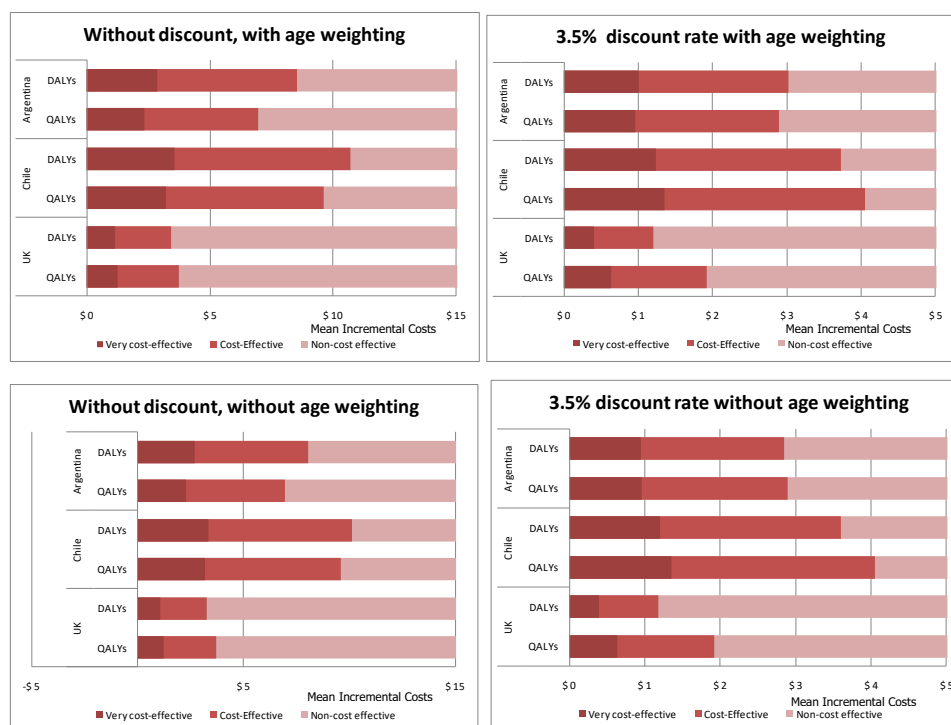 Without discount, with age weighting
Argentina
DALYs
QALYs
Chile
DALYs
QALYs
UK
DALYs
QALYs
$ 0 $ 5 $ 10 $ 15
Mean Incremental Costs
Very cost-effective Cost-Effective Non-cost effective
3.5% discount rate with age weighting
Argentina
DALYs
QALYs
Chile
DALYs
QALYs
UK
DALYs
QALYs
$ 0 $ 1 $ 2 $ 3 $ 4 $ 5
Mean Incremental Costs
Very cost-effective Cost-Effective Non-cost effective
Without discount, without age weighting
Argentina
DALYs
QALYs
Chile
DALYs
QALYs
UK
DALYs
QALYs
-$ 5 $ 5 $ 15
Mean Incremental Costs
Very cost-effective Cost-Effective Non-cost effective
3.5% discount rate without age weighting
Argentina
DALYs
QALYs
Chile
DALYs
QALYs
UK
DALYs
QALYs
$ 0 $ 1 $ 2 $ 3 $ 4 $ 5
Mean Incremental Costs
Very cost-effective Cost-Effective Non-cost effective